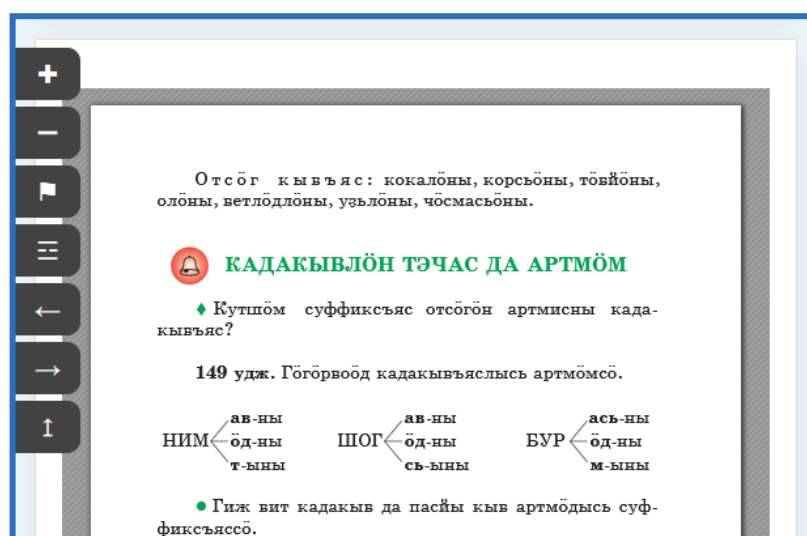 Отсӧг кывъяс: кокалӧны, корсьӧны, тӧвйӧны,
олӧны, ветлӧдлӧны, узьлӧны, чӧсмасьӧны.
КАДАКЫВЛӦН ТЭЧАС ДА АРТМӦМ
♦ Кутшӧм суффиксъяс отсӧгӧн артмисны када-
кывъяс?
149 удж. Гӧгӧрвоӧд кадакывъяслысь артмӧмсӧ.
ав-ны ав-ны ась-ны
НИМ ӧд-ны ШОГ ӧд-ны БУР ӧд-ны
т-ыны сь-ыны м-ыны
● Гиж вит кадакыв да пасйы кыв артмӧдысь суф-
фиксъяссӧ.